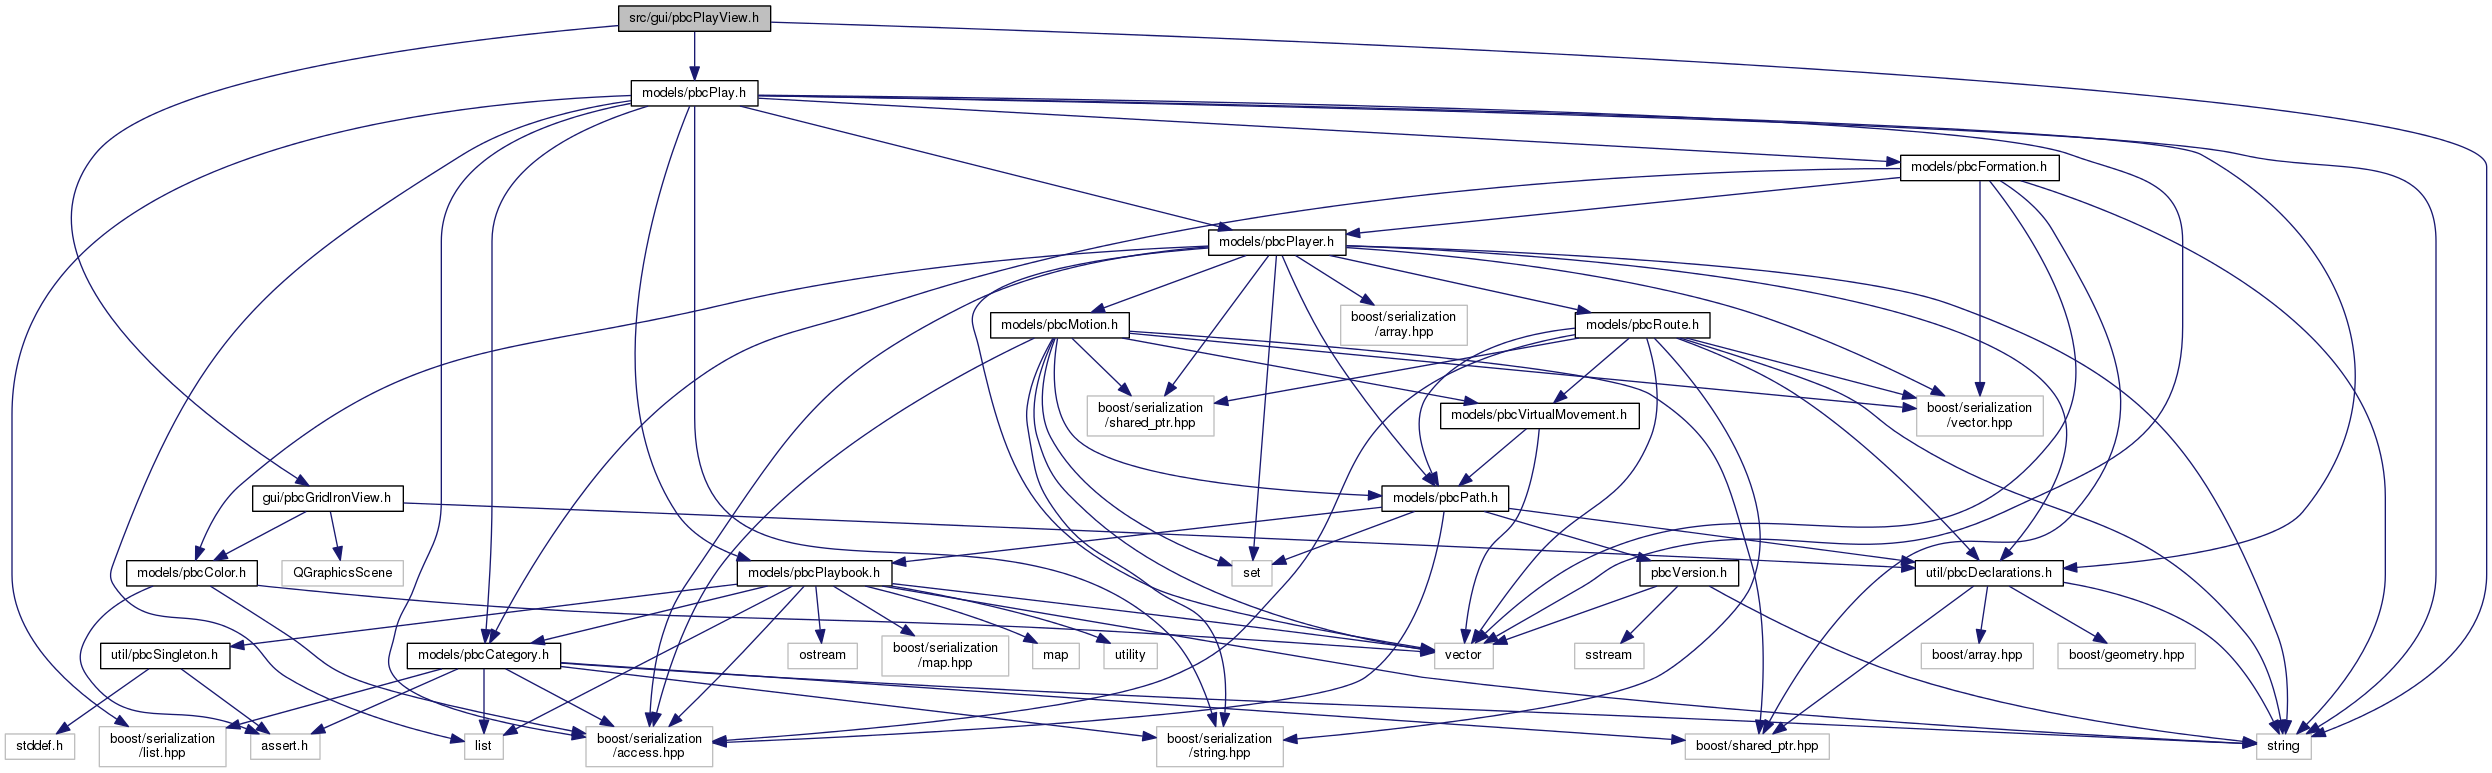 src/gui/pbcPlayView.h
models/pbcPlay.h
models/pbcFormation.h
models/pbcPlayer.h
models/pbcMotion.h
boost/serialization
/array.hpp
models/pbcRoute.h
boost/serialization
/shared_ptr.hpp
models/pbcVirtualMovement.h
boost/serialization
/vector.hpp
gui/pbcGridIronView.h
models/pbcPath.h
models/pbcColor.h
QGraphicsScene
models/pbcPlaybook.h
set
pbcVersion.h
util/pbcDeclarations.h
util/pbcSingleton.h
models/pbcCategory.h
ostream
boost/serialization
/map.hpp
map
utility
vector
sstream
boost/array.hpp
boost/geometry.hpp
stddef.h
boost/serialization
/list.hpp
assert.h
list
boost/serialization
/access.hpp
boost/serialization
/string.hpp
boost/shared_ptr.hpp
string